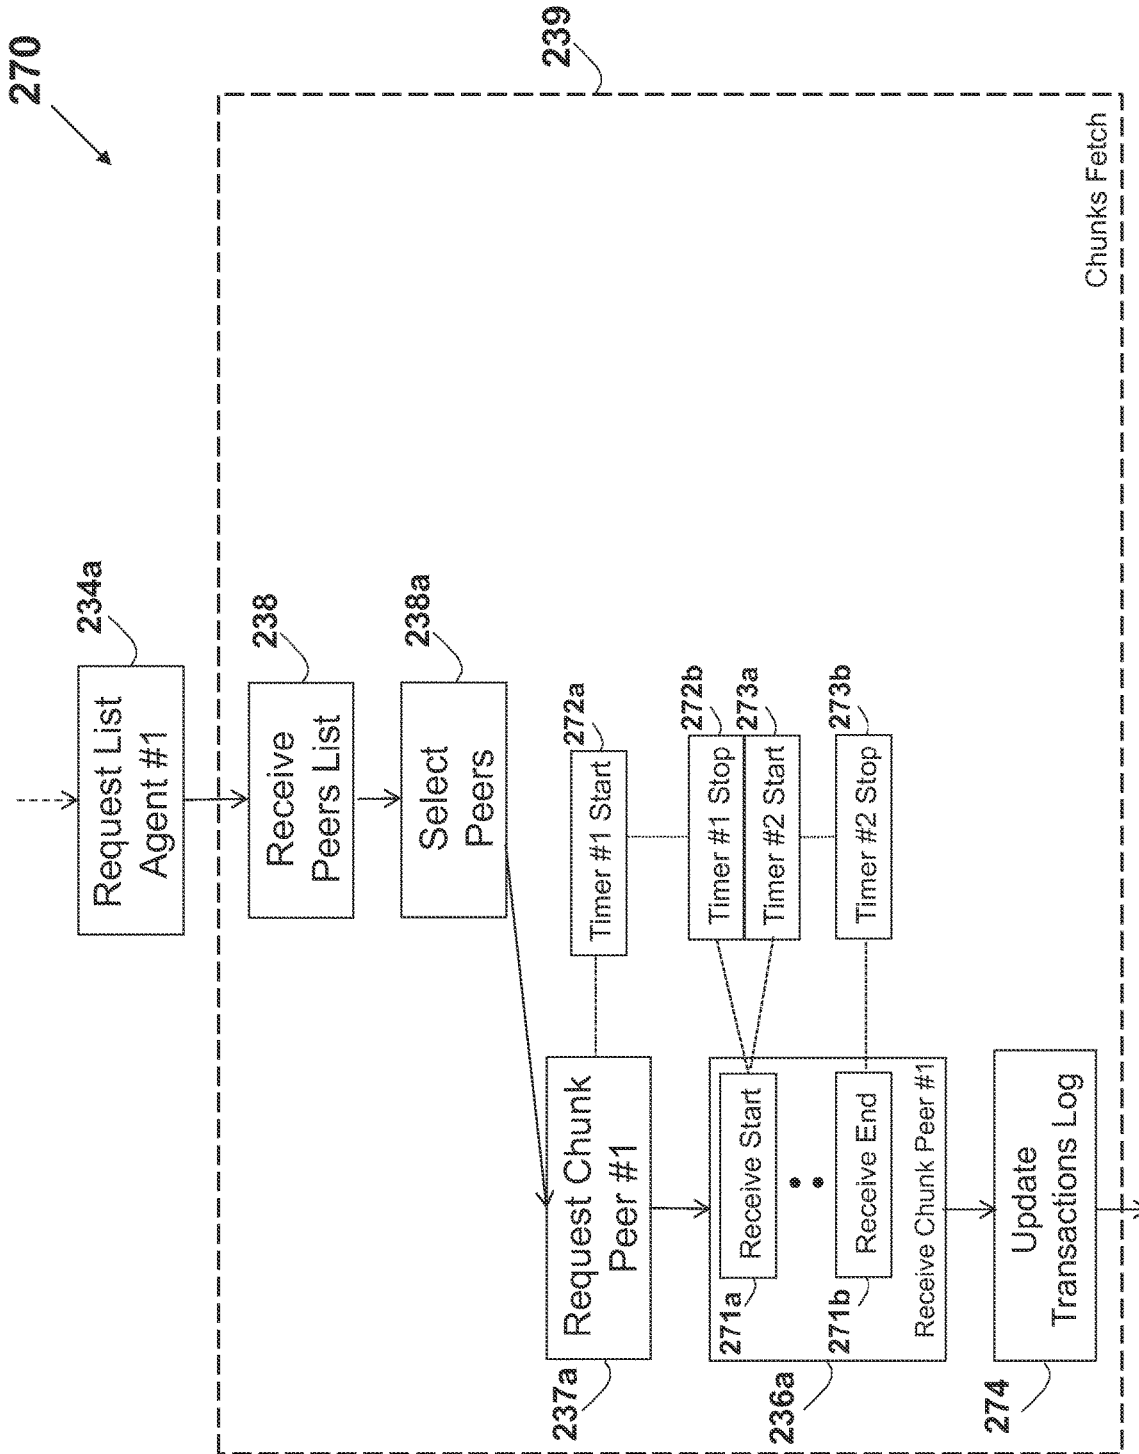 270
234a
Request List
Agent #1
239
238
Receive
Peers List
238a
Select
Peers
237a
Request Chunk
Peer #1
272a
Timer #1 Start
272b
Timer #1 Stop
273a
Timer #2 Start
273b
Timer #2 Stop
271a
Receive Start
271b
Receive End
Receive Chunk Peer #1
236a
274
Update
Transactions Log
Chunks Fetch